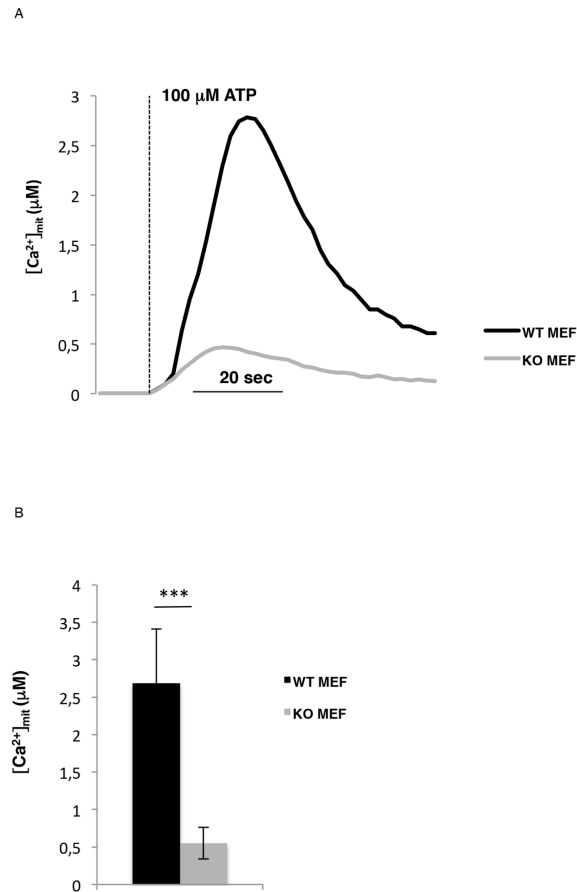 A
100 μM ATP
3
2,5
2
1,5
1
0,5
0
[Ca²⁺]mit (μM)
20 sec
WT MEF
KO MEF
B
4
3,5
3
2,5
2
1,5
1
0,5
0
[Ca²⁺]mit (μM)
***
WT MEF
KO MEF